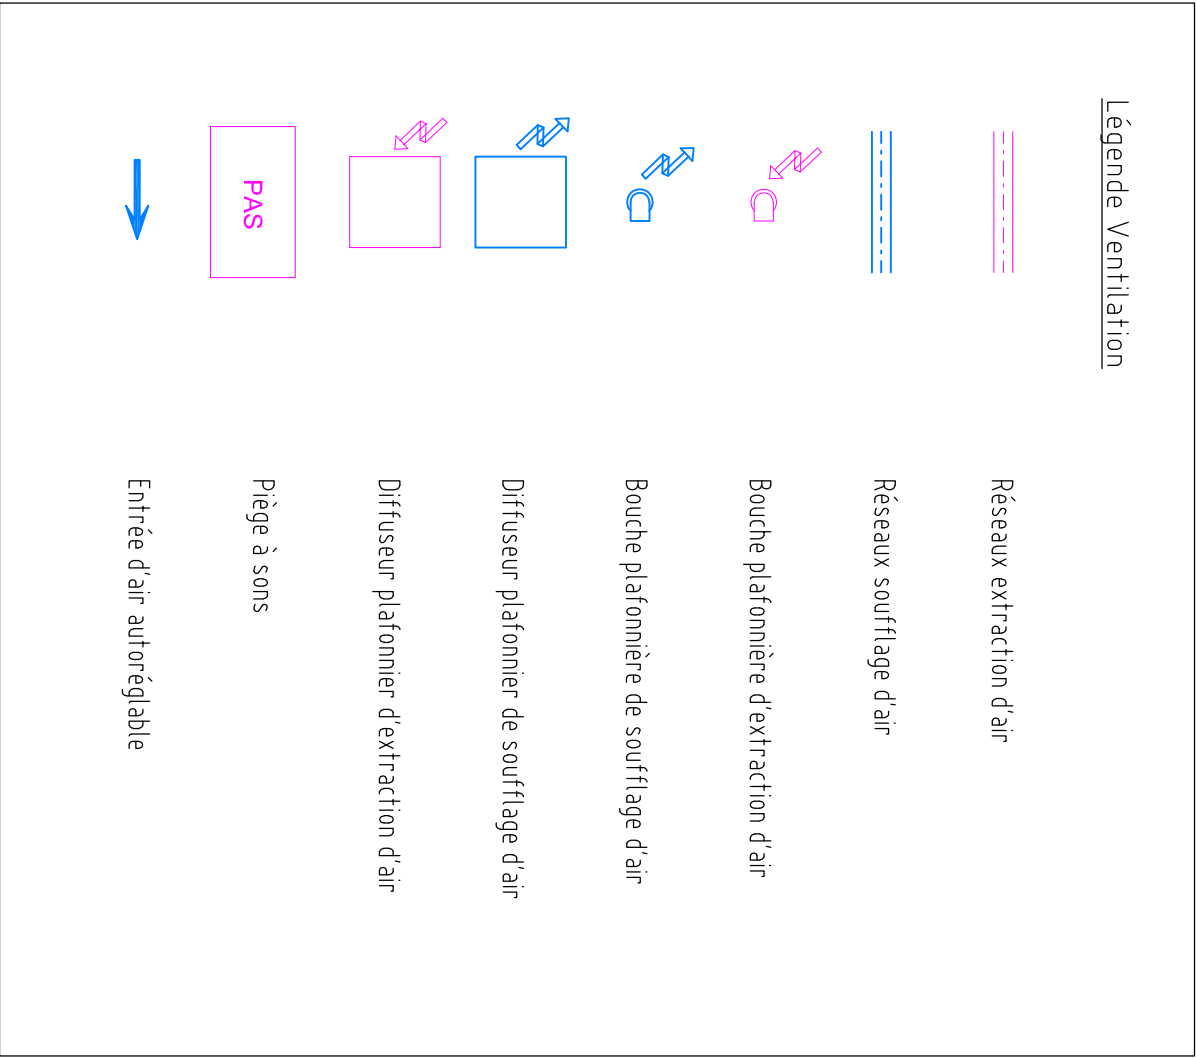 Légende Ventilation
Réseaux extraction d'air
Réseaux soufflage d'air
Bouche plafonnière d'extraction d'air
Bouche plafonnière de soufflage d'air
Diffuseur plafonnier de soufflage d'air
Diffuseur plafonnier d'extraction d'air
PAS
Piège à sons
Entrée d'air autoréglable